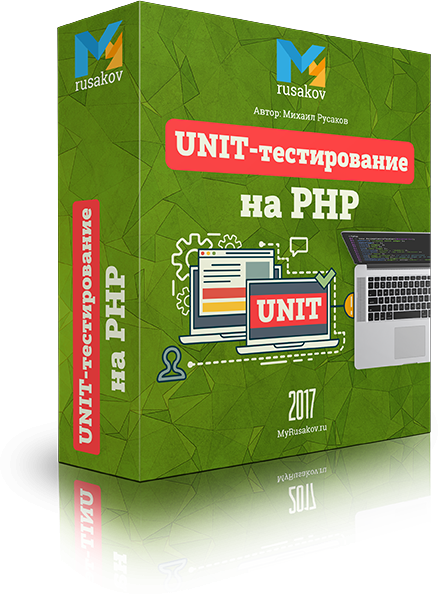 rusakov
UNIT-тестирование
на PHP
rusakov
Автор: Михаил Русаков
UNIT-тестирование
на PHP
UNIT
2017
MyRusakov.ru